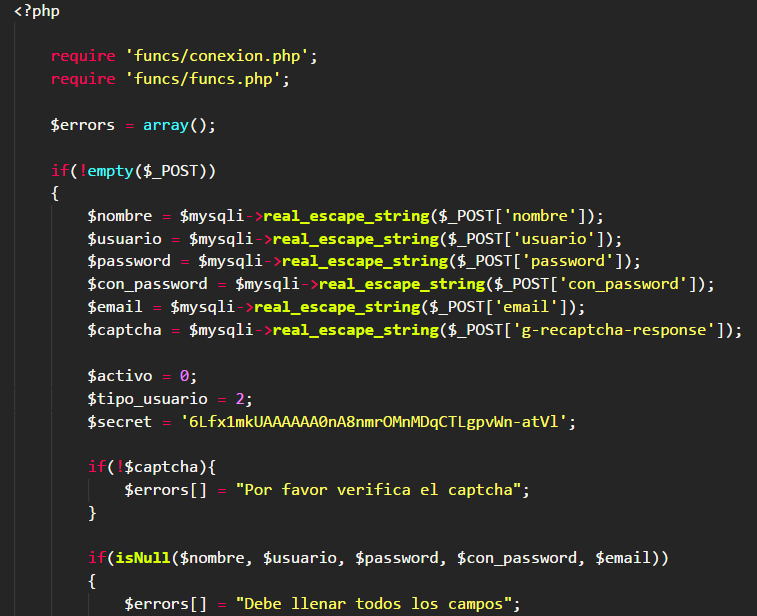 <?php
require 'funcs/conexion.php';
require 'funcs/funcs.php';
$errors = array();
if(!empty($_POST))
{
$nombre = $mysqli->real_escape_string($_POST['nombre']);
$usuario = $mysqli->real_escape_string($_POST['usuario']);
$password = $mysqli->real_escape_string($_POST['password']);
$con_password = $mysqli->real_escape_string($_POST['con_password']);
$email = $mysqli->real_escape_string($_POST['email']);
$captcha = $mysqli->real_escape_string($_POST['g-recaptcha-response']);
$activo = 0;
$tipo_usuario = 2;
$secret = '6Lfx1mkUAAAAAA0nA8nmrOMnMDqCTLgpvWn-atVl';
if(!$captcha){
$errors[] = "Por favor verifica el captcha";
}
if(isNull($nombre, $usuario, $password, $con_password, $email))
{
$errors[] = "Debe llenar todos los campos";